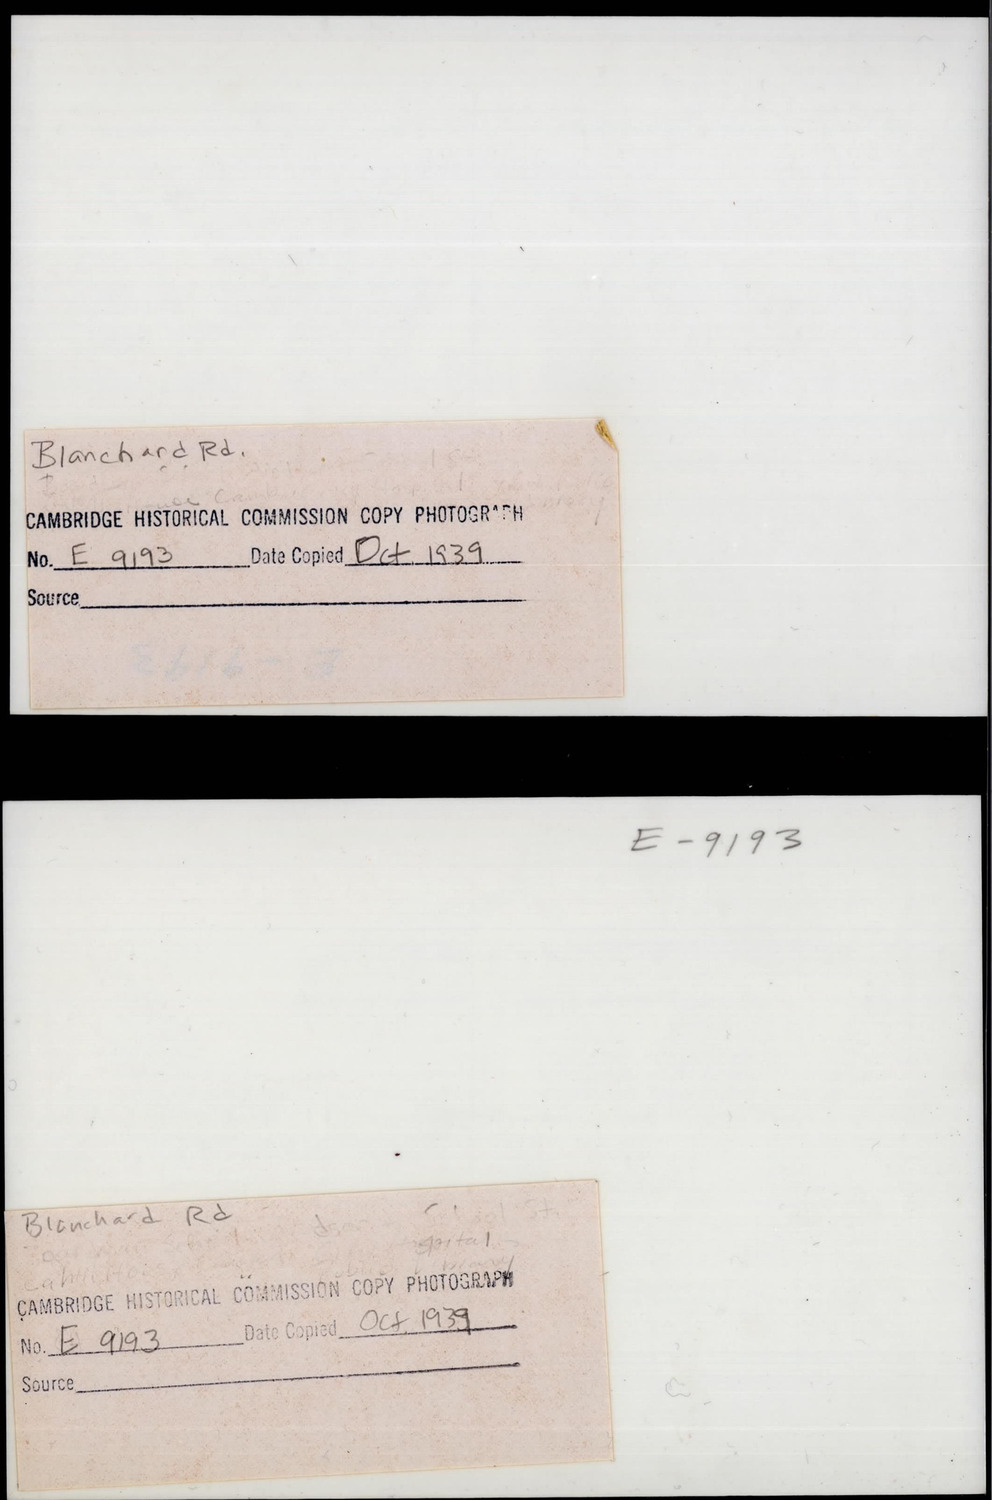 Blanchard Rd.
CAMBRIDGE HISTORICAL COMMISSION COPY PHOTOGRAPH
No. E 9193 Date Copied Oct. 1939
Source
E-9193
Blanchard Rd
CAMBRIDGE HISTORICAL COMMISSION COPY PHOTOGRAPH
No. E 9193 Date Copied Oct. 1939
Source